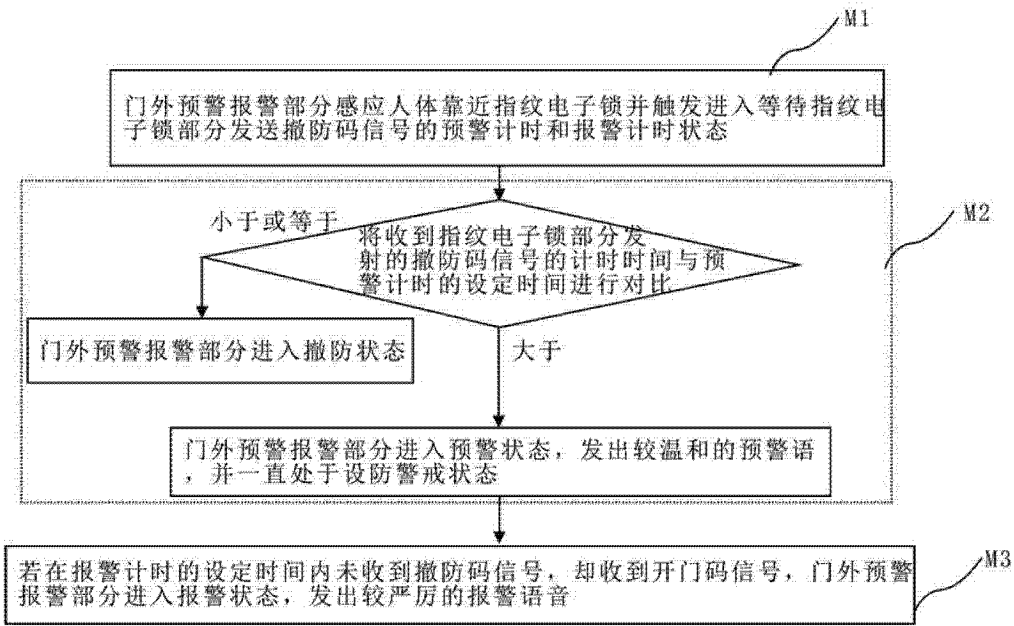 M1
门外预警报警部分感应人体靠近指纹电子锁并触发进入等待指纹电
子锁部分发送撤防码信号的预警计时和报警计时状态
M2
小于或等于
将收到指纹电子锁部分发
射的撤防码信号的计时时间与预
警计时的设定时间进行对比
门外预警报警部分进入撤防状态
大于
门外预警报警部分进入预警状态，发出较温和的预警语
，并一直处于设防警戒状态
M3
若在报警计时的设定时间内未收到撤防码信号，却收到开门码信号，门外预警
报警部分进入报警状态，发出较严厉的报警语音